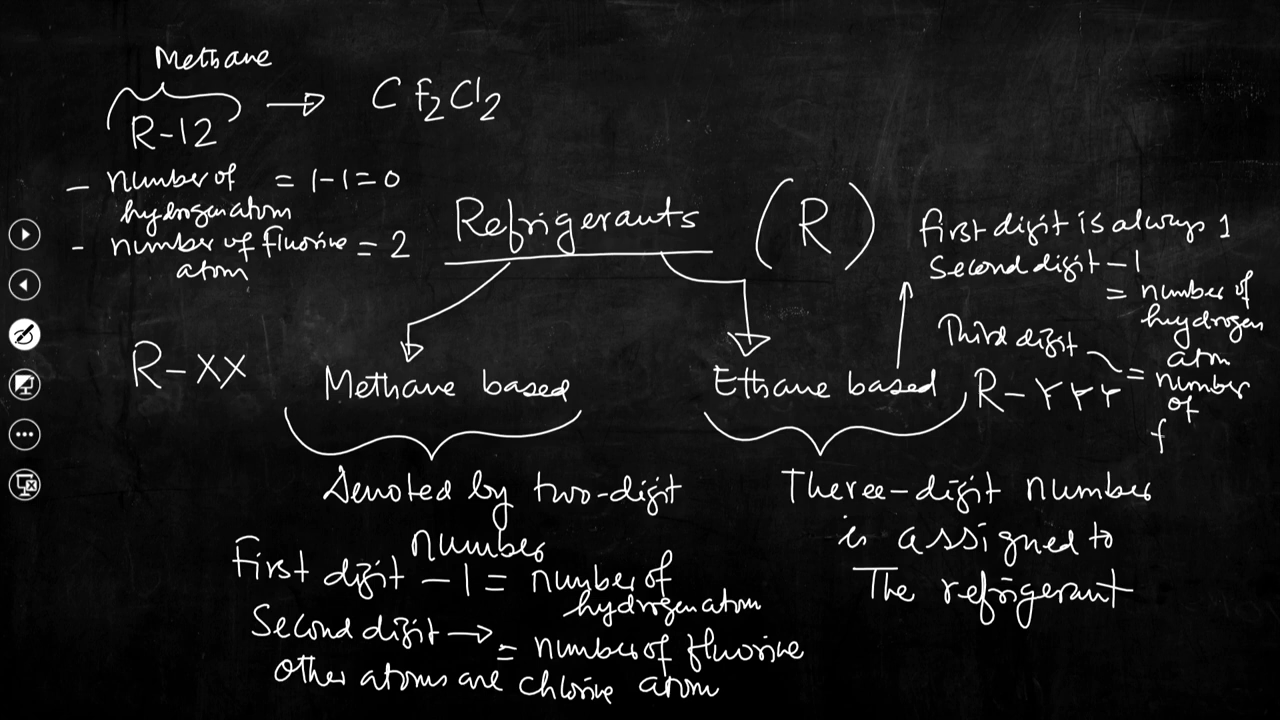 Methane
R-12 → Cf₂Cl₂
- number of hydrogen atom = 1-1=0
- number of fluorine atom = 2
Refrigerants (R)
R-XX
Methane based
Denoted by two-digit
number
First digit - 1 = number of
hydrogen atom
Second digit → = number of fluorine
other atoms are chlorine atom
Ethane based
R-YYY
First digit is always 1
Second digit - 1
= number of
hydrogen
atom
Third digit
= number
of
f
Theree-digit number
is assigned to
The refrigerant